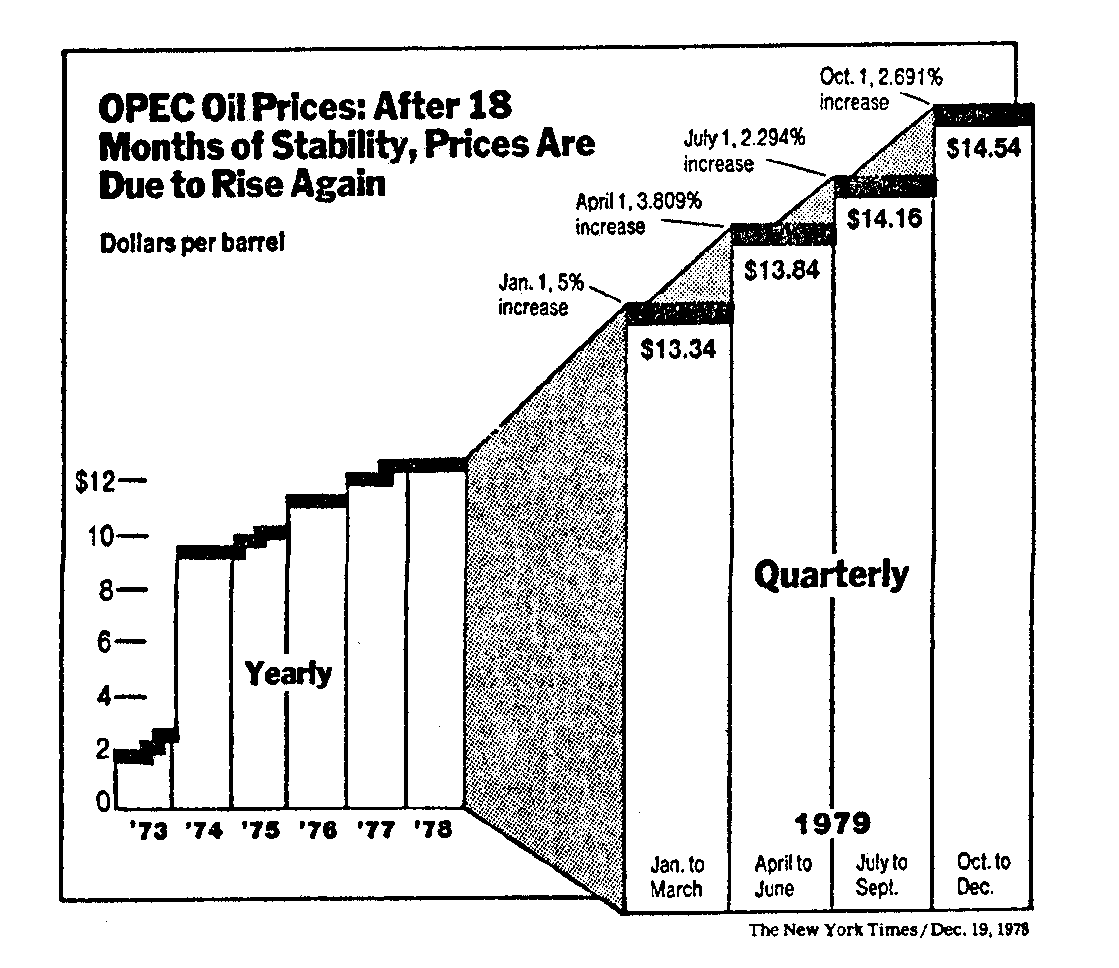 OPEC Oil Prices: After 18
Months of Stability, Prices Are
Due to Rise Again
Dollars per barrel
Oct. 1, 2.691%
increase
July 1, 2.294%
increase
April 1, 3.809%
increase
Jan. 1, 5%
increase
$14.54
$14.16
$13.84
$13.34
$12
10
8
6
4
2
0
Yearly
Quarterly
'73 '74 '75 '76 '77 '78
1979
Jan. to
March
April to
June
July to
Sept.
Oct. to
Dec.
The New York Times/Dec. 19, 1978